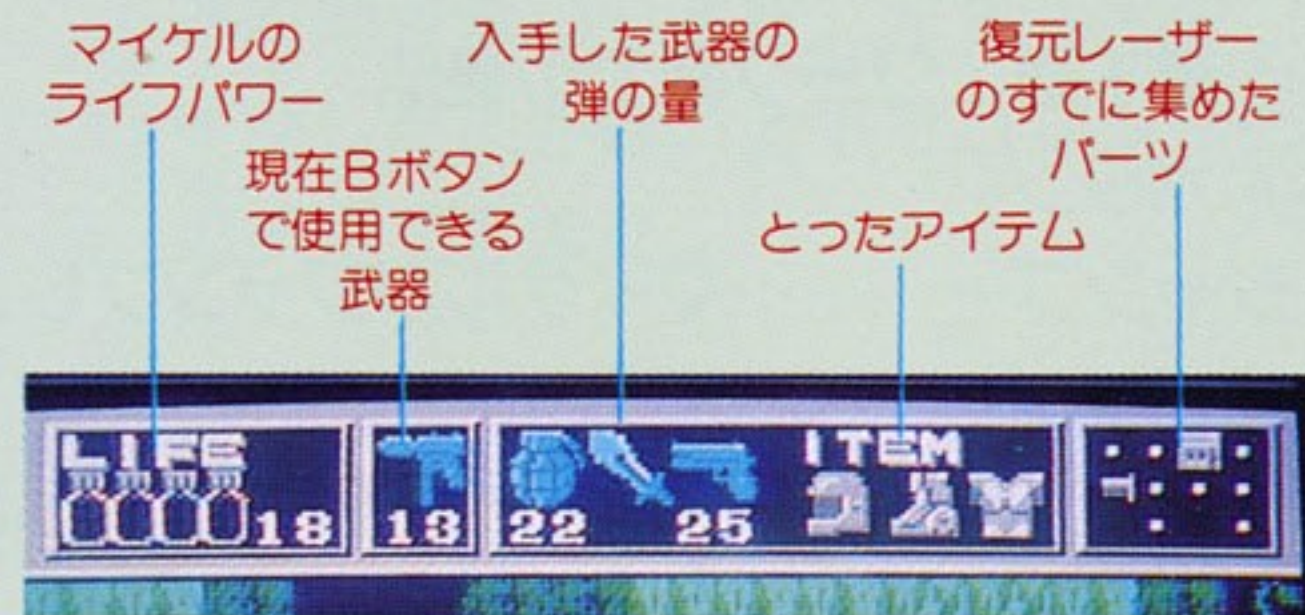 マイケルの
ライフパワー
入手した武器の
弾の量
復元レーザー
のすでに集めた
パーツ
現在Bボタン
で使用できる
武器
とったアイテム
LIFE
18
13
22
25
ITEM